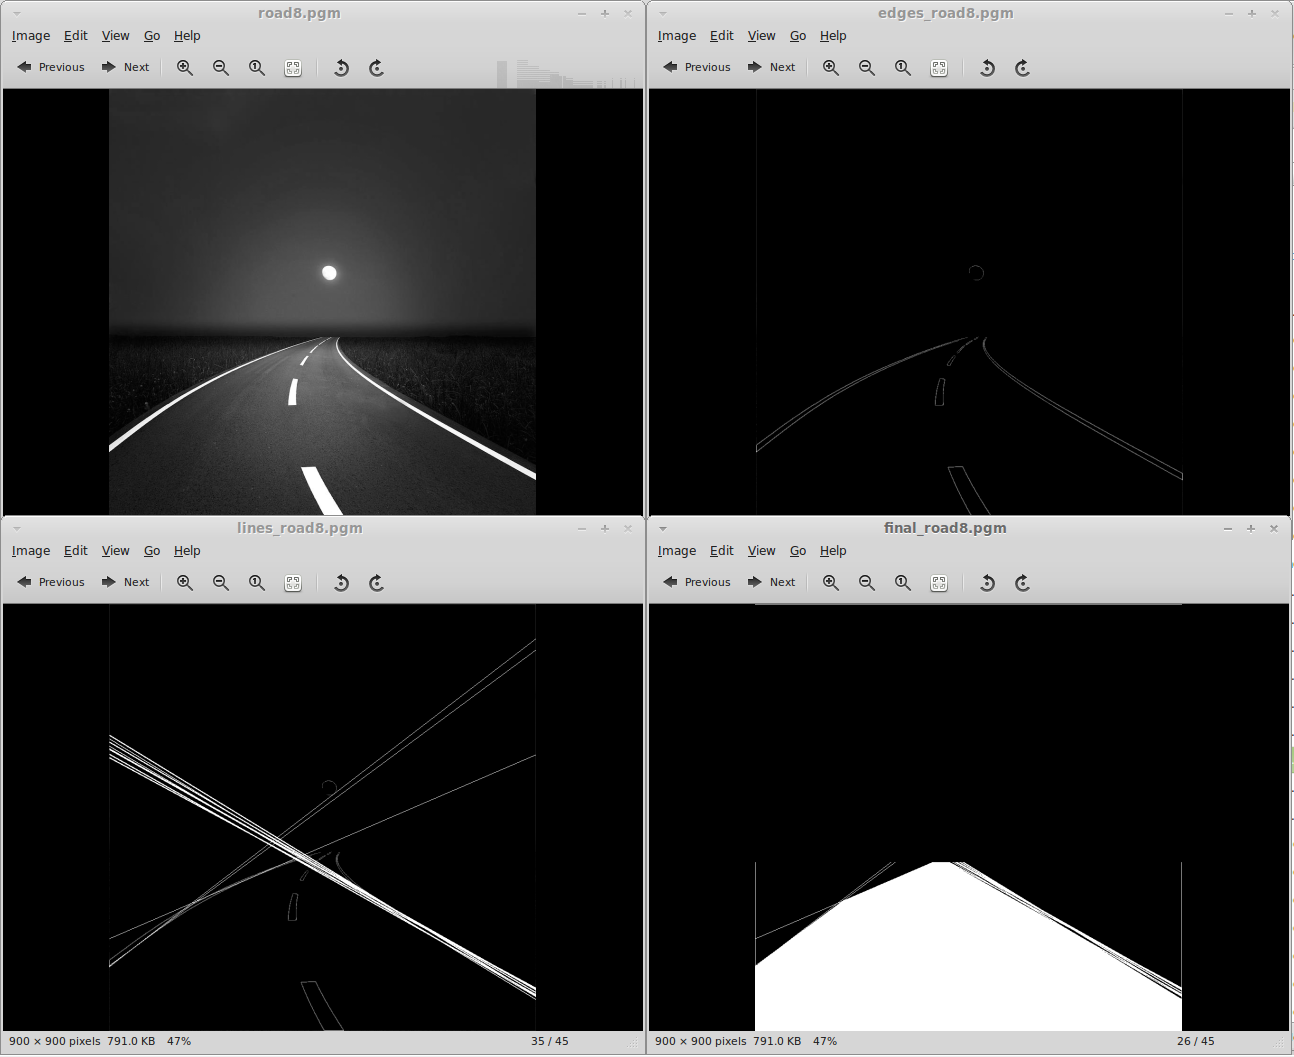 road8.pgm
Image Edit View Go Help
Previous Next
edges_road8.pgm
Image Edit View Go Help
Previous Next
lines_road8.pgm
Image Edit View Go Help
Previous Next
900 × 900 pixels 791.0 KB 47% 35 / 45
final_road8.pgm
Image Edit View Go Help
Previous Next
900 × 900 pixels 791.0 KB 47% 26 / 45